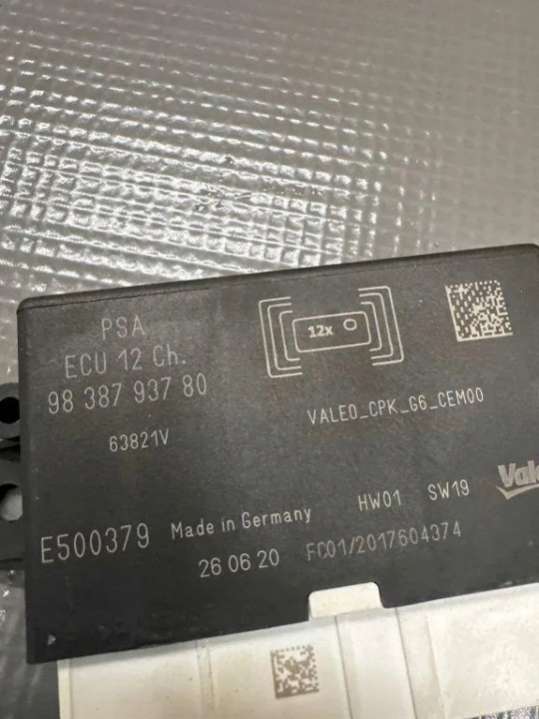 PSA
ECU 12 Ch.
98 387 937 80
63821V
12x
VALEO_CPK_G6_CEM00
HW01 SW19
E500379 Made in Germany
26 06 20 FC01/2017604374